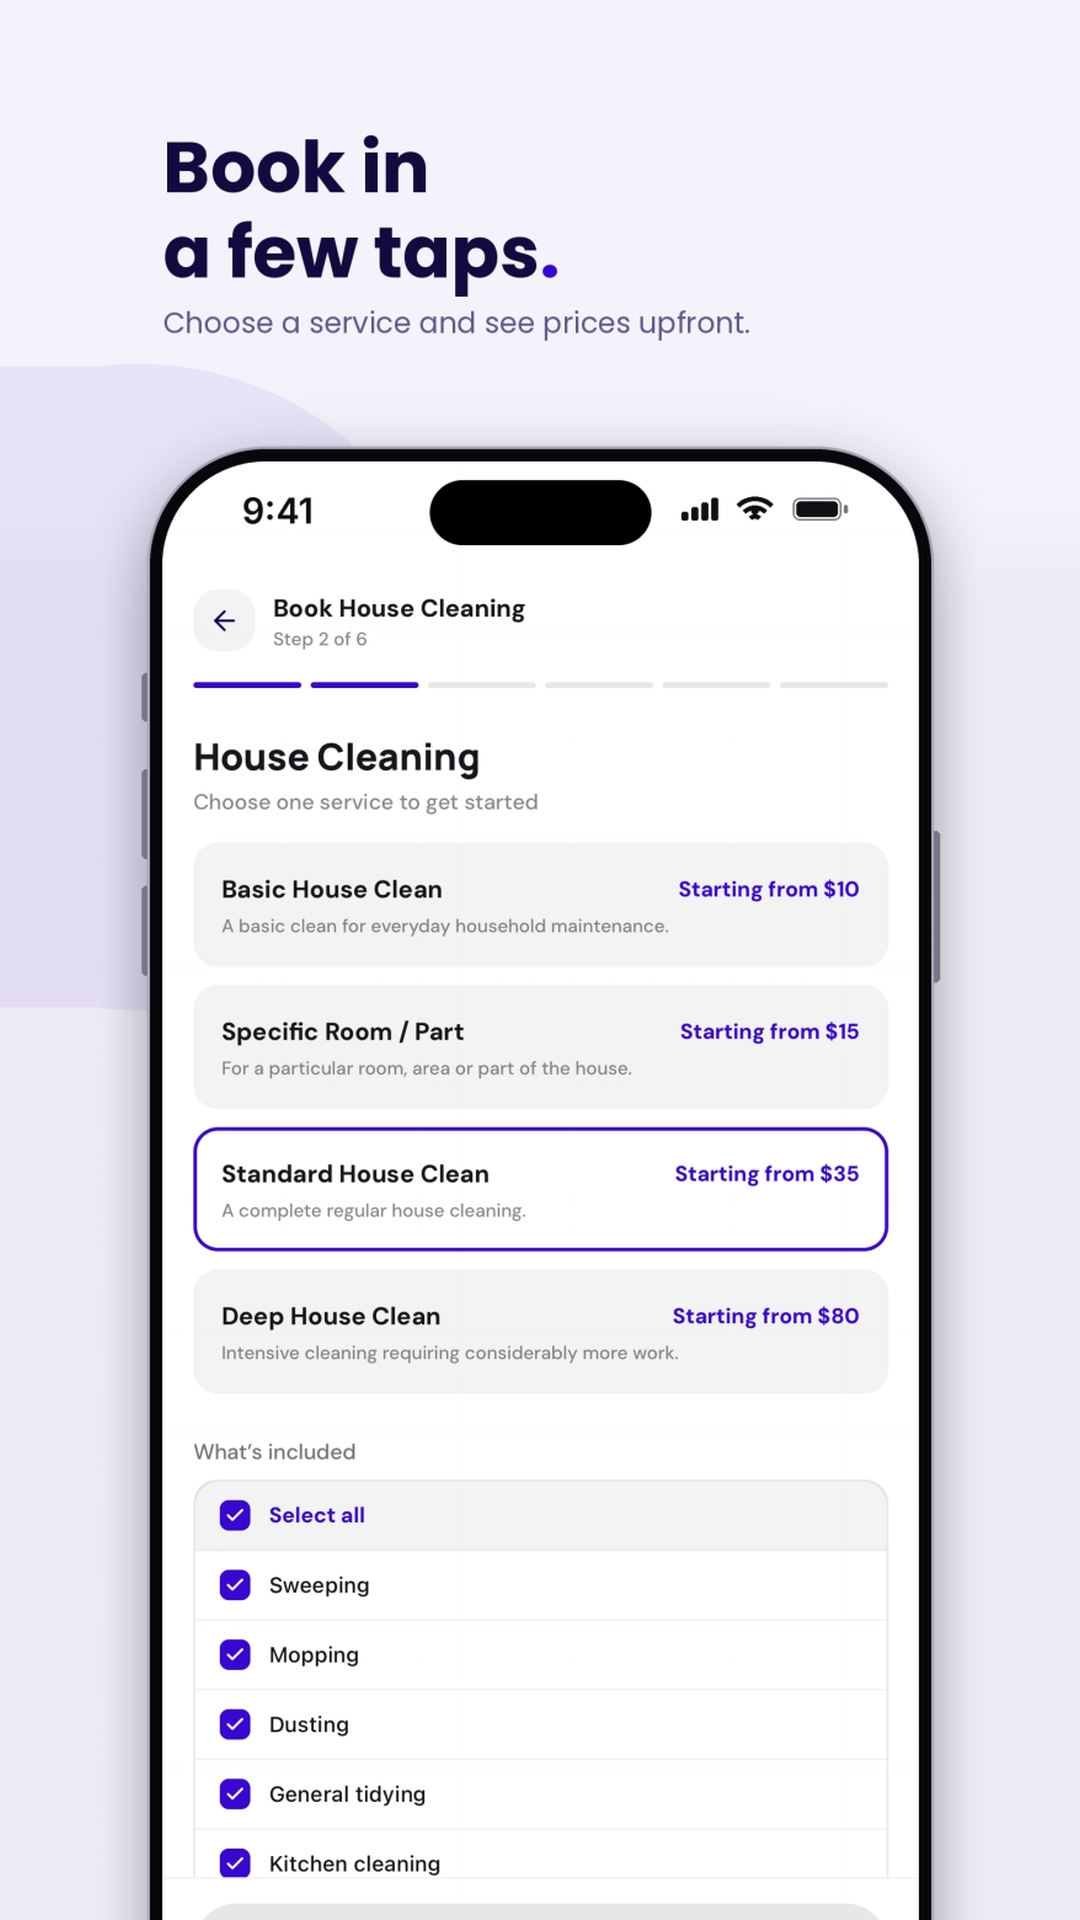 Book in
a few taps.
Choose a service and see prices upfront.
9:41
Book House Cleaning
Step 2 of 6
House Cleaning
Choose one service to get started
Basic House Clean
Starting from $10
A basic clean for everyday household maintenance.
Specific Room / Part
Starting from $15
For a particular room, area or part of the house.
Standard House Clean
Starting from $35
A complete regular house cleaning.
Deep House Clean
Starting from $80
Intensive cleaning requiring considerably more work.
What’s included
Select all
Sweeping
Mopping
Dusting
General tidying
Kitchen cleaning